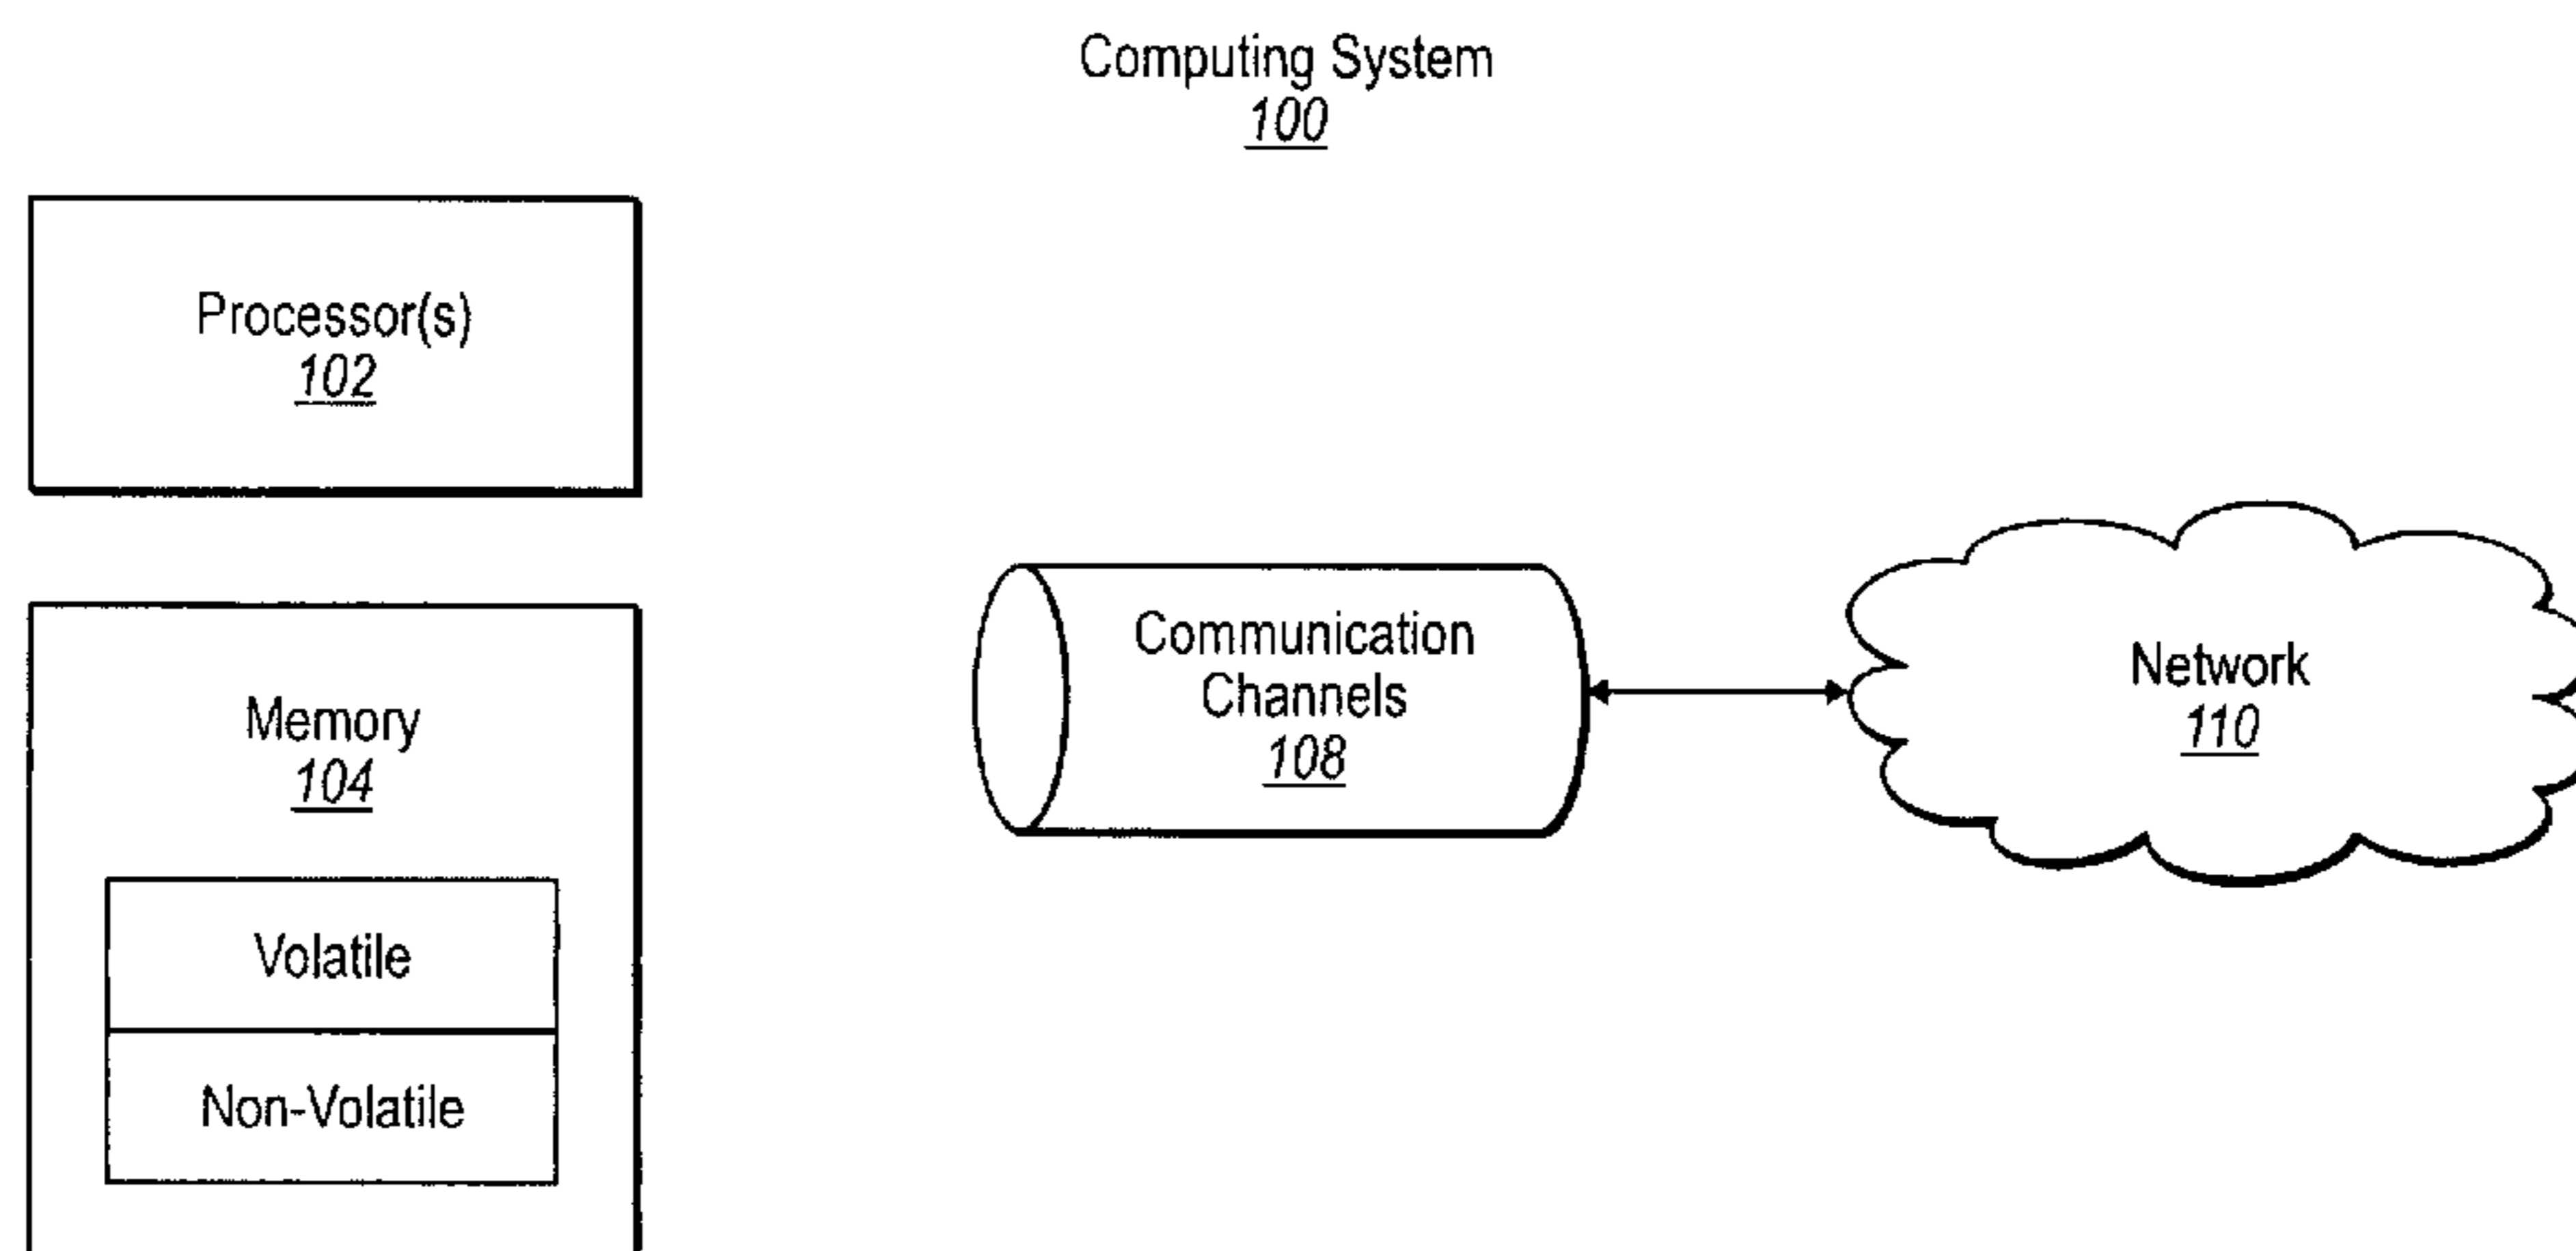 Computing System
100
Processor(s)
102
Memory
104
Volatile
Non-Volatile
Communication
Channels
108
Network
110